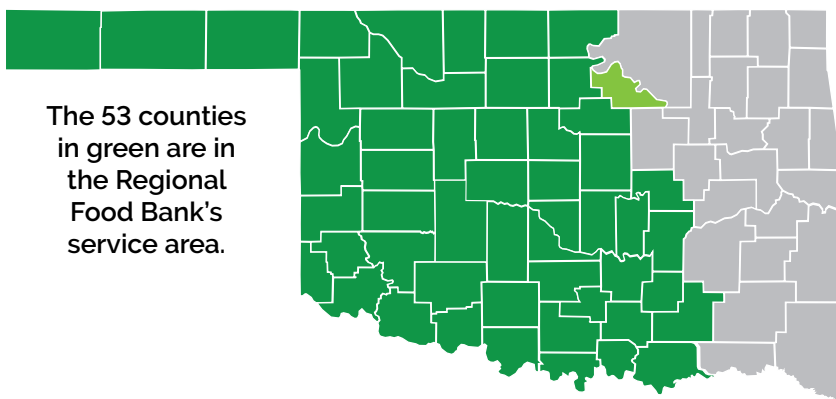 The 53 counties
in green are in
the Regional
Food Bank's
service area.